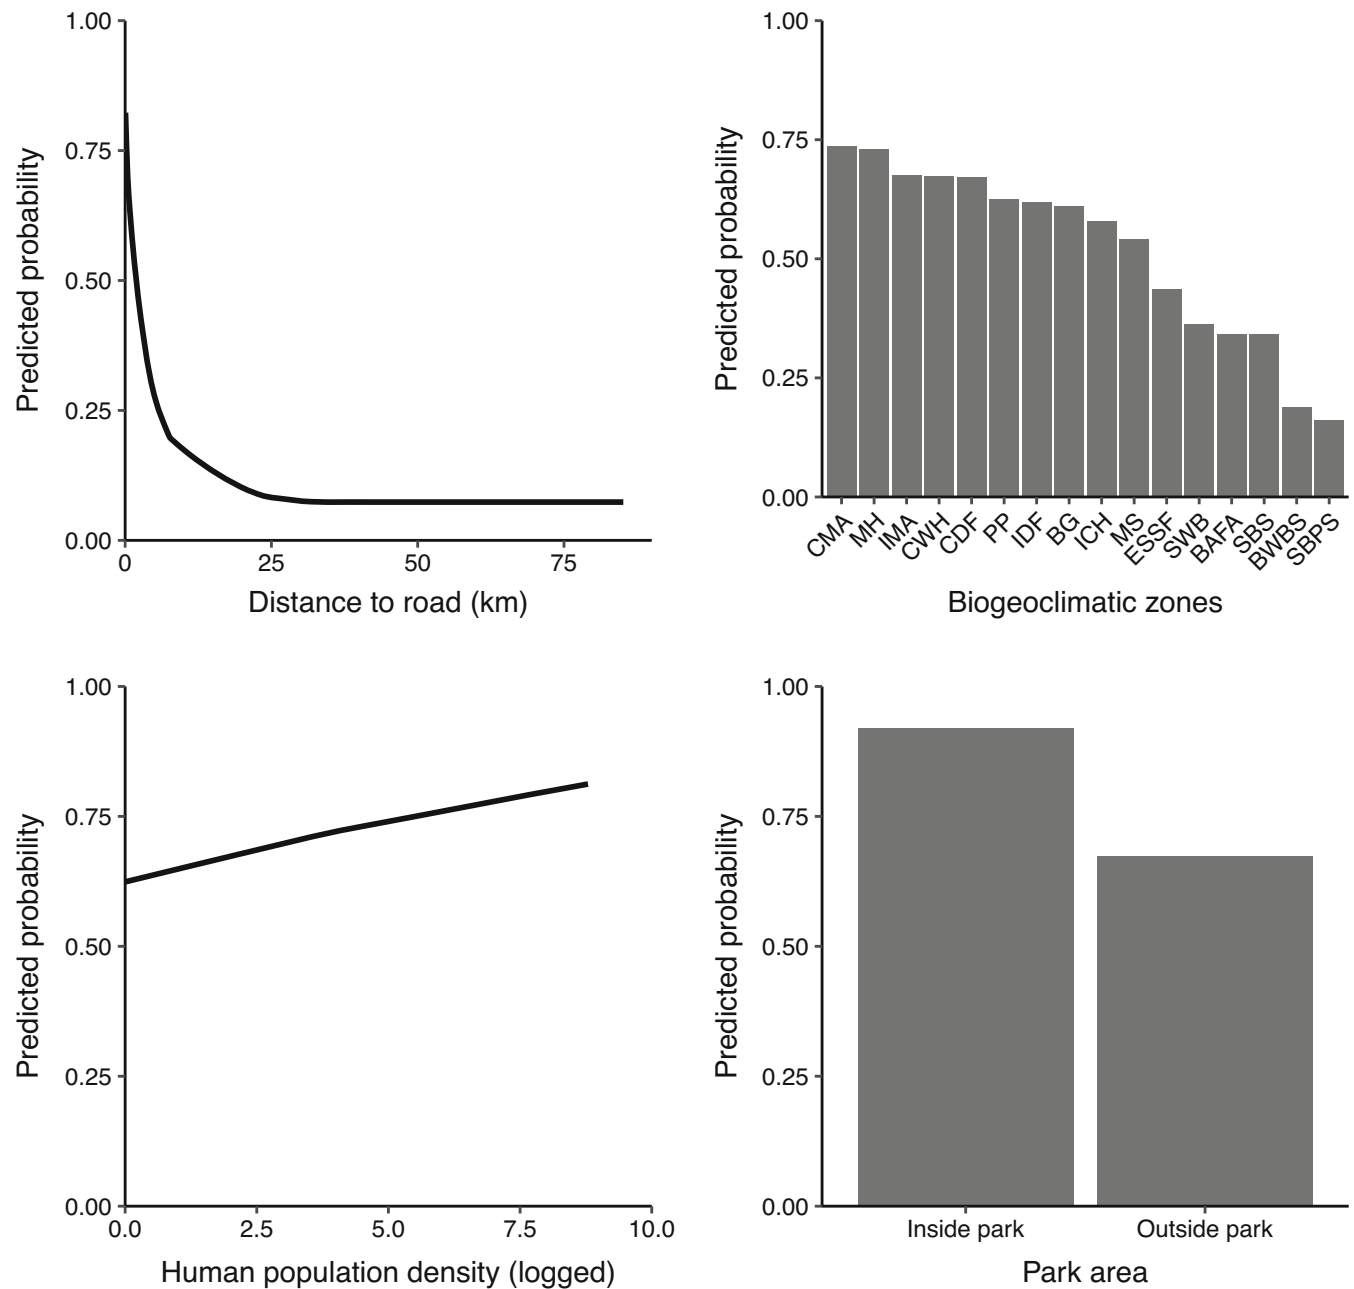 1.00
0.75
0.50
0.25
0.00
Predicted probability
0
25
50
75
Distance to road (km)
1.00
0.75
0.50
0.25
0.00
Predicted probability
CMA
MH
IMA
CWH
CDF
PP
IDF
BG
ICH
MS
ESSF
SWB
BAFA
SBS
BWBS
SBPS
Biogeoclimatic zones
1.00
0.75
0.50
0.25
0.00
Predicted probability
0.0
2.5
5.0
7.5
10.0
Human population density (logged)
1.00
0.75
0.50
0.25
0.00
Predicted probability
Inside park
Outside park
Park area